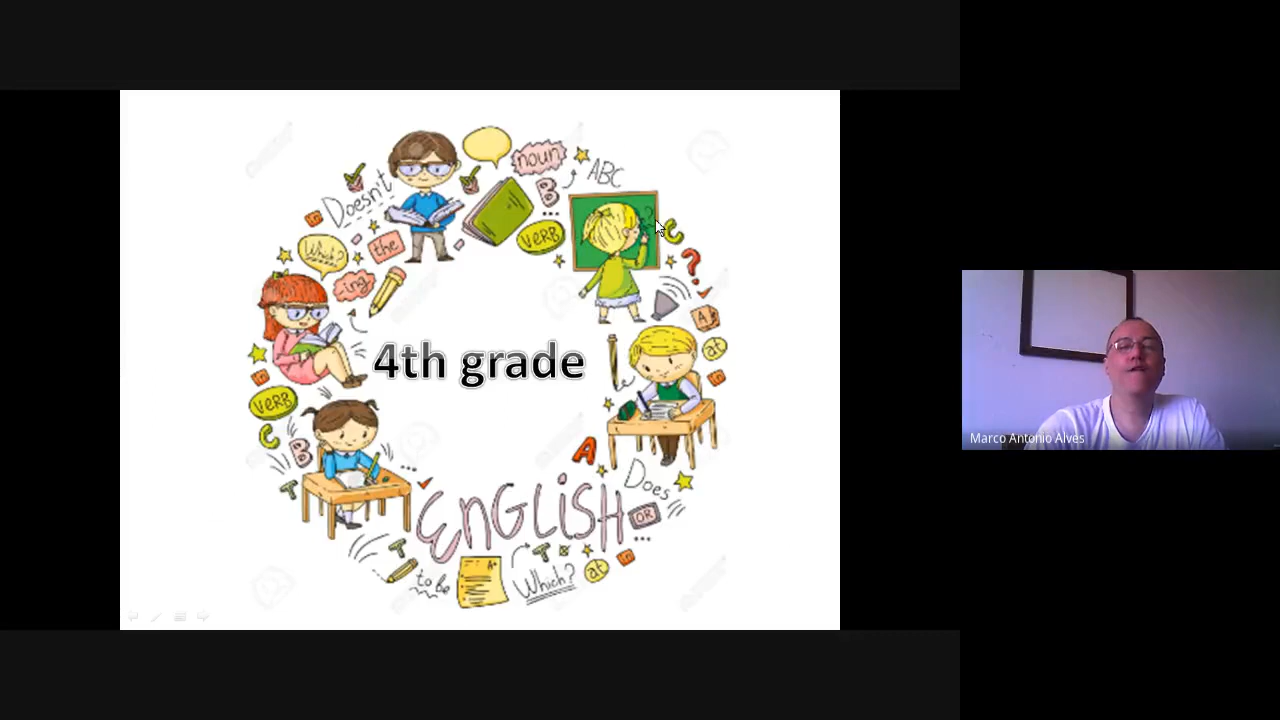 noun
ABC
Doesn't
B
VERB
Which?
the
-ing
C
?
A
at
4th grade
VERB
C
B
T
A
Does
ENGLISH
OR
T
T
to be
A+
Which?
at
Marco Antonio Alves